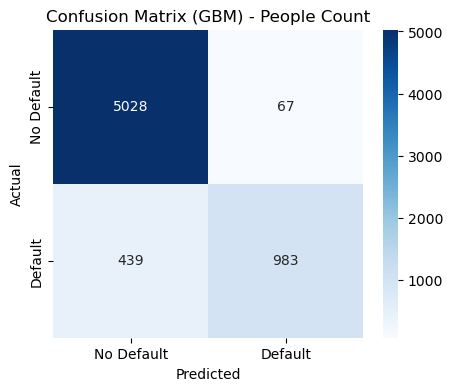 Confusion Matrix (GBM) - People Count
Actual
No Default
Default
5028
67
439
983
No Default
Default
Predicted
5000
4000
3000
2000
1000